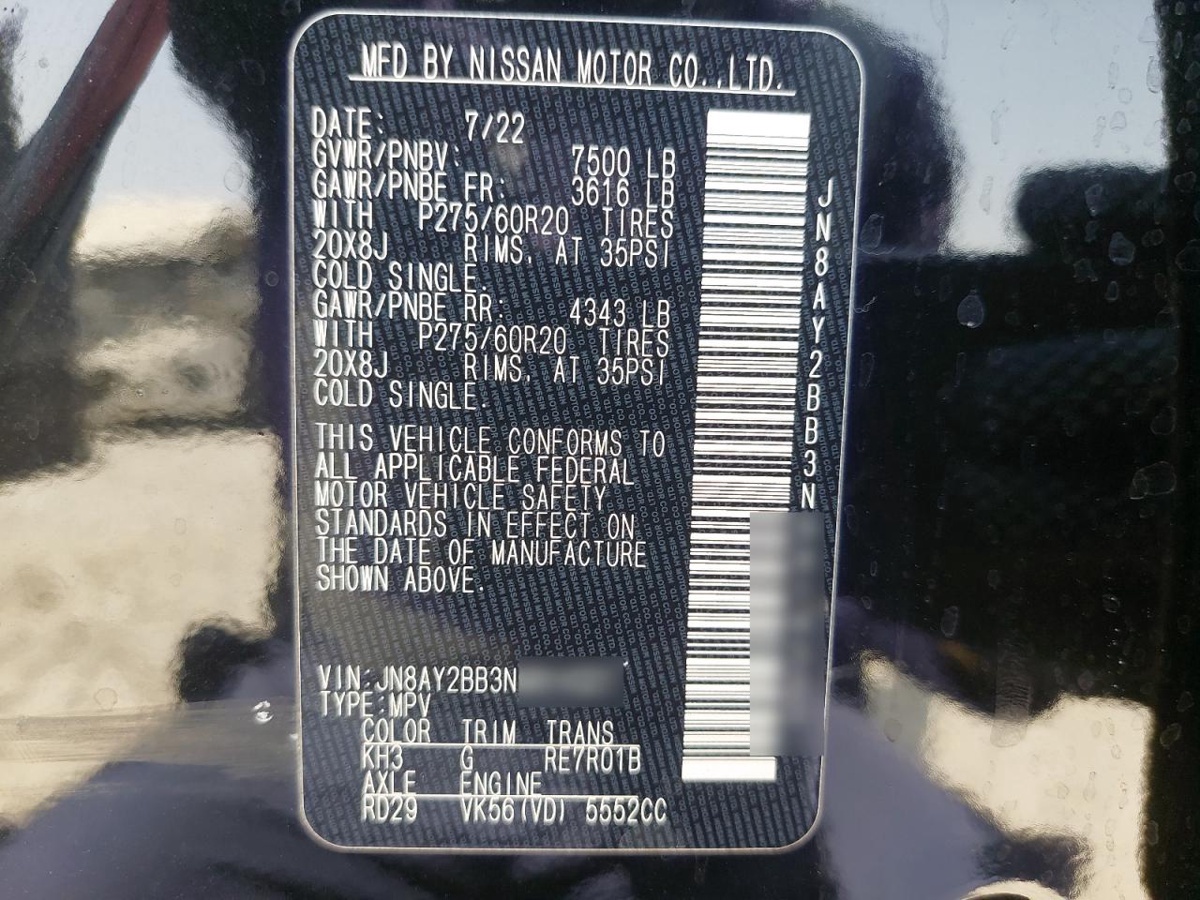 MFD BY NISSAN MOTOR CO.,LTD.
DATE: 7/22
GVWR/PNBV: 7500 LB
GAWR/PNBE FR: 3616 LB
WITH P275/60R20 TIRES
20X8J RIMS, AT 35PSI
COLD SINGLE.
GAWR/PNBE RR: 4343 LB
WITH P275/60R20 TIRES
20X8J RIMS, AT 35PSI
COLD SINGLE.
THIS VEHICLE CONFORMS TO
ALL APPLICABLE FEDERAL
MOTOR VEHICLE SAFETY
STANDARDS IN EFFECT ON
THE DATE OF MANUFACTURE
SHOWN ABOVE.
VIN:JN8AY2BB3N
TYPE:MPV
COLOR TRIM TRANS
KH3 G RE7R01B
AXLE ENGINE
RD29 VK56(VD) 5552CC
JN8AY2BB3N